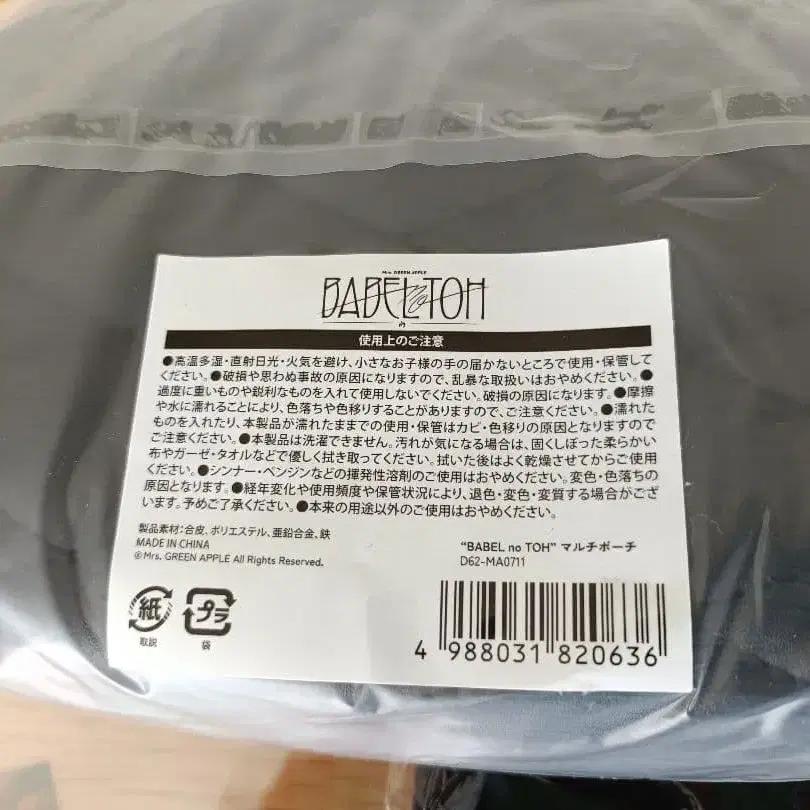 Mrs. GREEN APPLE
BABEL no TOH
使用上のご注意
●高温多湿・直射日光・火気を避け、小さなお子様の手の届かないところで使用・保管して
ください。●破損や思わぬ事故の原因になりますので、乱暴な取扱いはおやめください。●
過度に重いものや鋭利なものを入れて使用しないでください。破損の原因になります。●摩擦
や水に濡れることにより、色落ちや色移りすることがありますので、ご注意ください。●濡れた
ものを入れたり、本製品が濡れたままでの使用・保管はカビ・色移りの原因となりますので
ご注意ください。●本製品は洗濯できません。汚れが気になる場合は、固くしぼった柔らかい
布やガーゼ・タオルなどで優しく拭き取ってください。拭いた後はよく乾燥させてからご使用
ください。●シンナー・ベンジンなどの揮発性溶剤のご使用はおやめください。変色・色落ちの
原因となります。●経年変化や使用頻度や保管状況により、退色・変色・変質する場合がござ
います。予めご了承ください。●本来の用途以外のご使用はおやめください。
製品素材:合皮、ポリエステル、亜鉛合金、鉄
MADE IN CHINA
©Mrs. GREEN APPLE All Rights Reserved.
“BABEL no TOH” マルチポーチ
D62-MA0711
紙
取説
プラ
袋
4 988031 820636